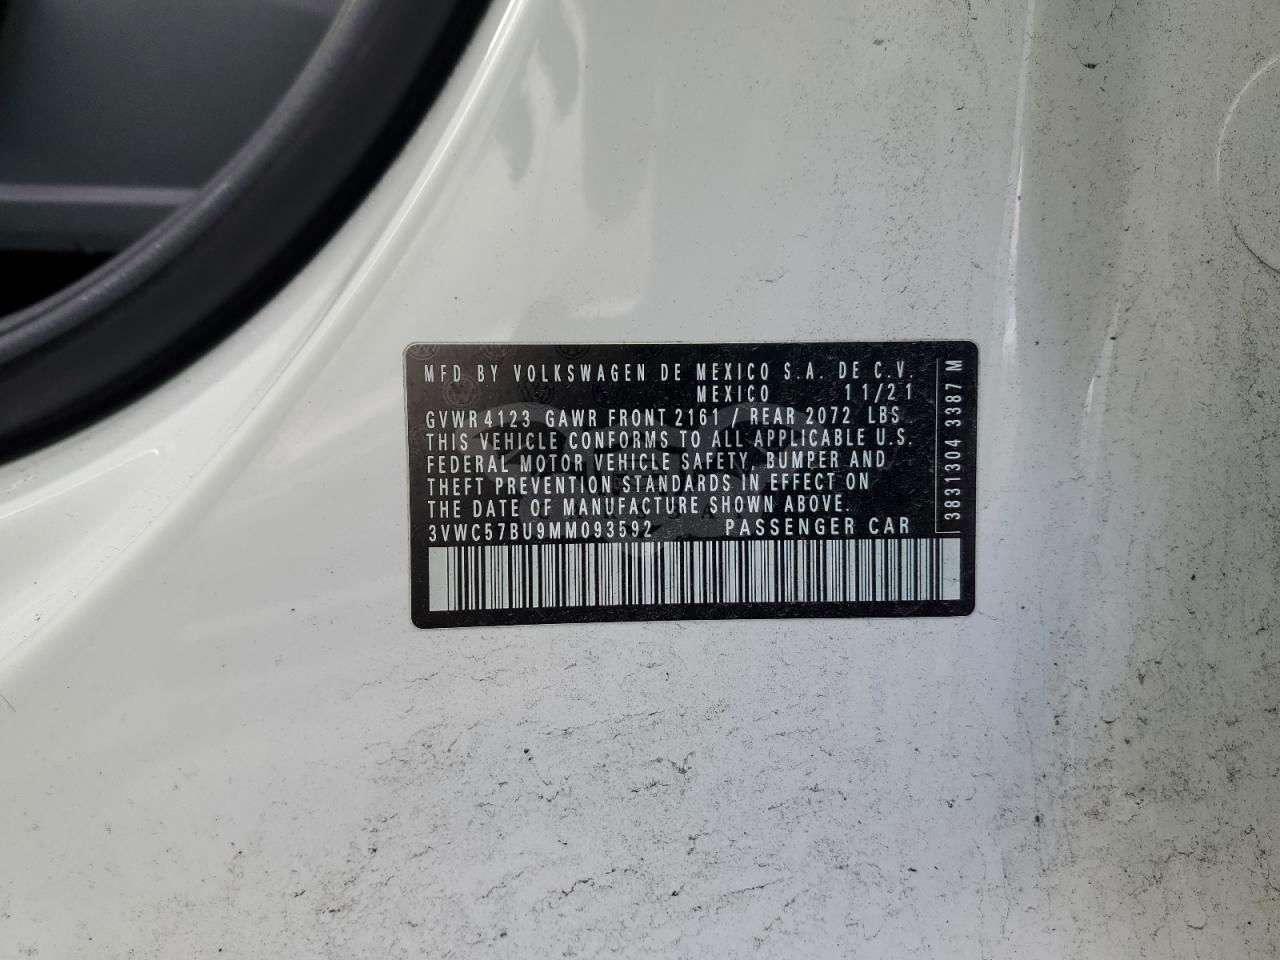 MFD BY VOLKSWAGEN DE MEXICO S.A. DE C.V.
MEXICO 11/21
GVWR 4123 GAWR FRONT 2161 / REAR 2072 LBS
THIS VEHICLE CONFORMS TO ALL APPLICABLE U.S.
FEDERAL MOTOR VEHICLE SAFETY, BUMPER AND
THEFT PREVENTION STANDARDS IN EFFECT ON
THE DATE OF MANUFACTURE SHOWN ABOVE.
3VWC57BU9MM093592 PASSENGER CAR
3831304 3387 M